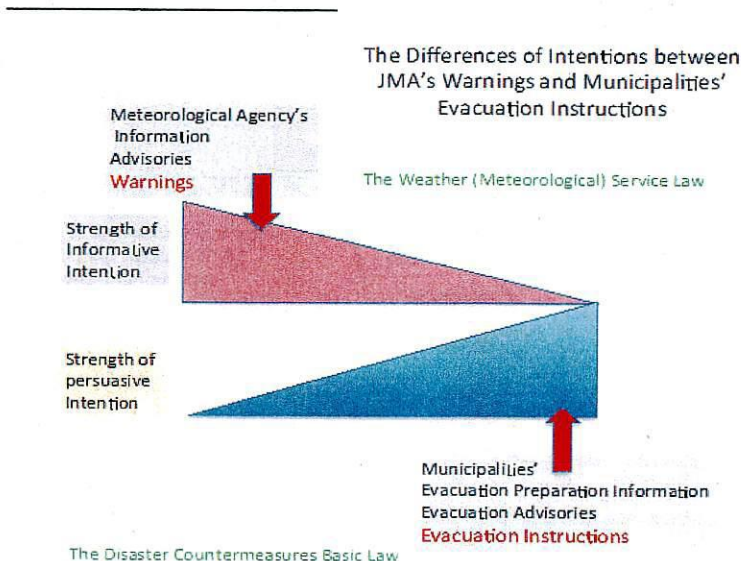 The Differences of Intentions between
JMA's Warnings and Municipalities'
Evacuation Instructions
Meteorological Agency's
Information
Advisories
Warnings
The Weather (Meteorological) Service Law
Strength of
Informative
Intention
Strength of
persuasive
Intention
Municipalities'
Evacuation Preparation Information
Evacuation Advisories
Evacuation Instructions
The Disaster Countermeasures Basic Law